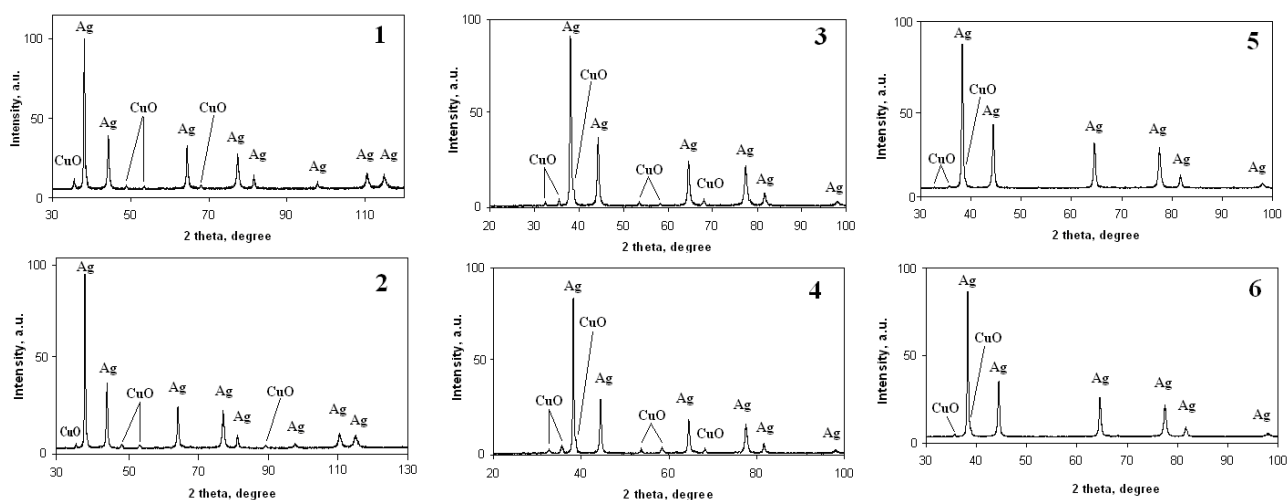 1
Intensity, a.u.
100
50
0
Ag
CuO
Ag
CuO
Ag
CuO
Ag
Ag
Ag
Ag
Ag
30 50 70 90 110
2 theta, degree
3
Intensity, a.u.
100
50
0
Ag
CuO
Ag
CuO
CuO
Ag
CuO
Ag
Ag
Ag
20 30 40 50 60 70 80 90 100
2 theta, degree
5
Intensity, a.u.
100
50
0
Ag
CuO
Ag
CuO
Ag
Ag
Ag
Ag
30 40 50 60 70 80 90 100
2 theta, degree
2
Intensity, a.u.
100
50
0
Ag
CuO
Ag
CuO
Ag
Ag
Ag
CuO
Ag
Ag
Ag
30 50 70 90 110 130
2 theta, degree
4
Intensity, a.u.
100
50
0
Ag
CuO
Ag
CuO
CuO
Ag
CuO
Ag
Ag
Ag
20 40 60 80 100
2 theta, degree
6
Intensity, a.u.
100
50
0
Ag
CuO
CuO
Ag
Ag
Ag
Ag
Ag
30 40 50 60 70 80 90 100
2 theta, degree